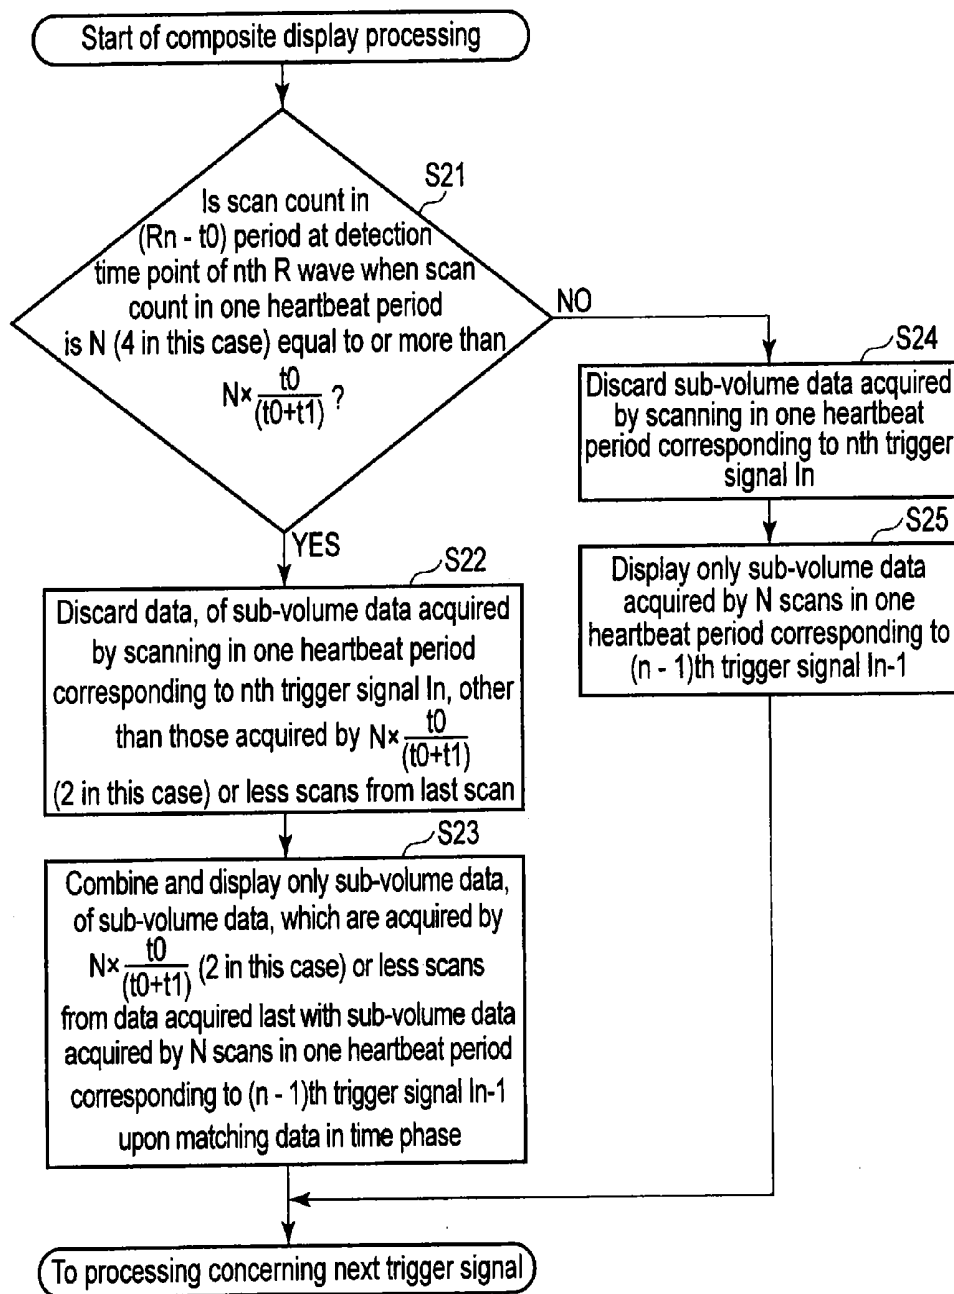 Start of composite display processing
S21
Is scan count in
(Rn - t0) period at detection
time point of nth R wave when scan
count in one heartbeat period
is N (4 in this case) equal to or more than
N× t0/(t0+t1) ?
NO
YES
S24
Discard sub-volume data acquired
by scanning in one heartbeat
period corresponding to nth trigger
signal In
S25
Display only sub-volume data
acquired by N scans in one
heartbeat period corresponding to
(n - 1)th trigger signal In-1
S22
Discard data, of sub-volume data acquired
by scanning in one heartbeat period
corresponding to nth trigger signal In, other
than those acquired by N× t0/(t0+t1)
(2 in this case) or less scans from last scan
S23
Combine and display only sub-volume data,
of sub-volume data, which are acquired by
N× t0/(t0+t1) (2 in this case) or less scans
from data acquired last with sub-volume data
acquired by N scans in one heartbeat period
corresponding to (n - 1)th trigger signal In-1
upon matching data in time phase
To processing concerning next trigger signal